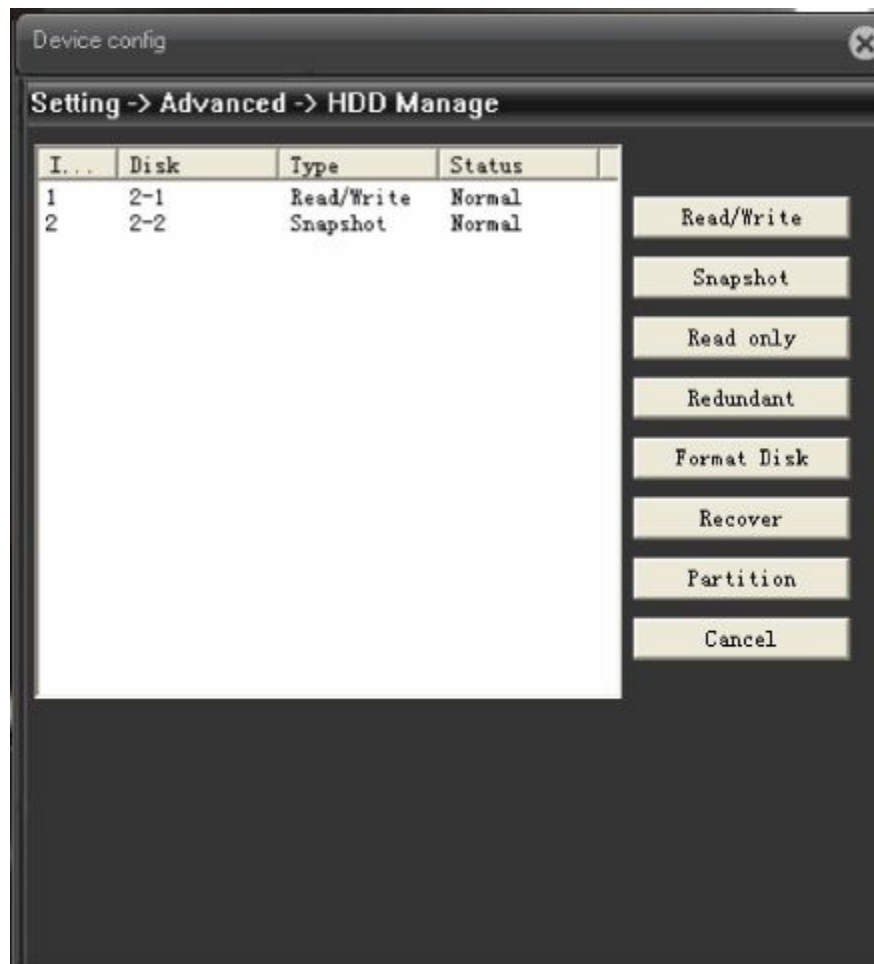 Device config
Setting -> Advanced -> HDD Manage
I... Disk Type Status
1 2-1 Read/Write Normal
2 2-2 Snapshot Normal
Read/Write
Snapshot
Read only
Redundant
Format Disk
Recover
Partition
Cancel